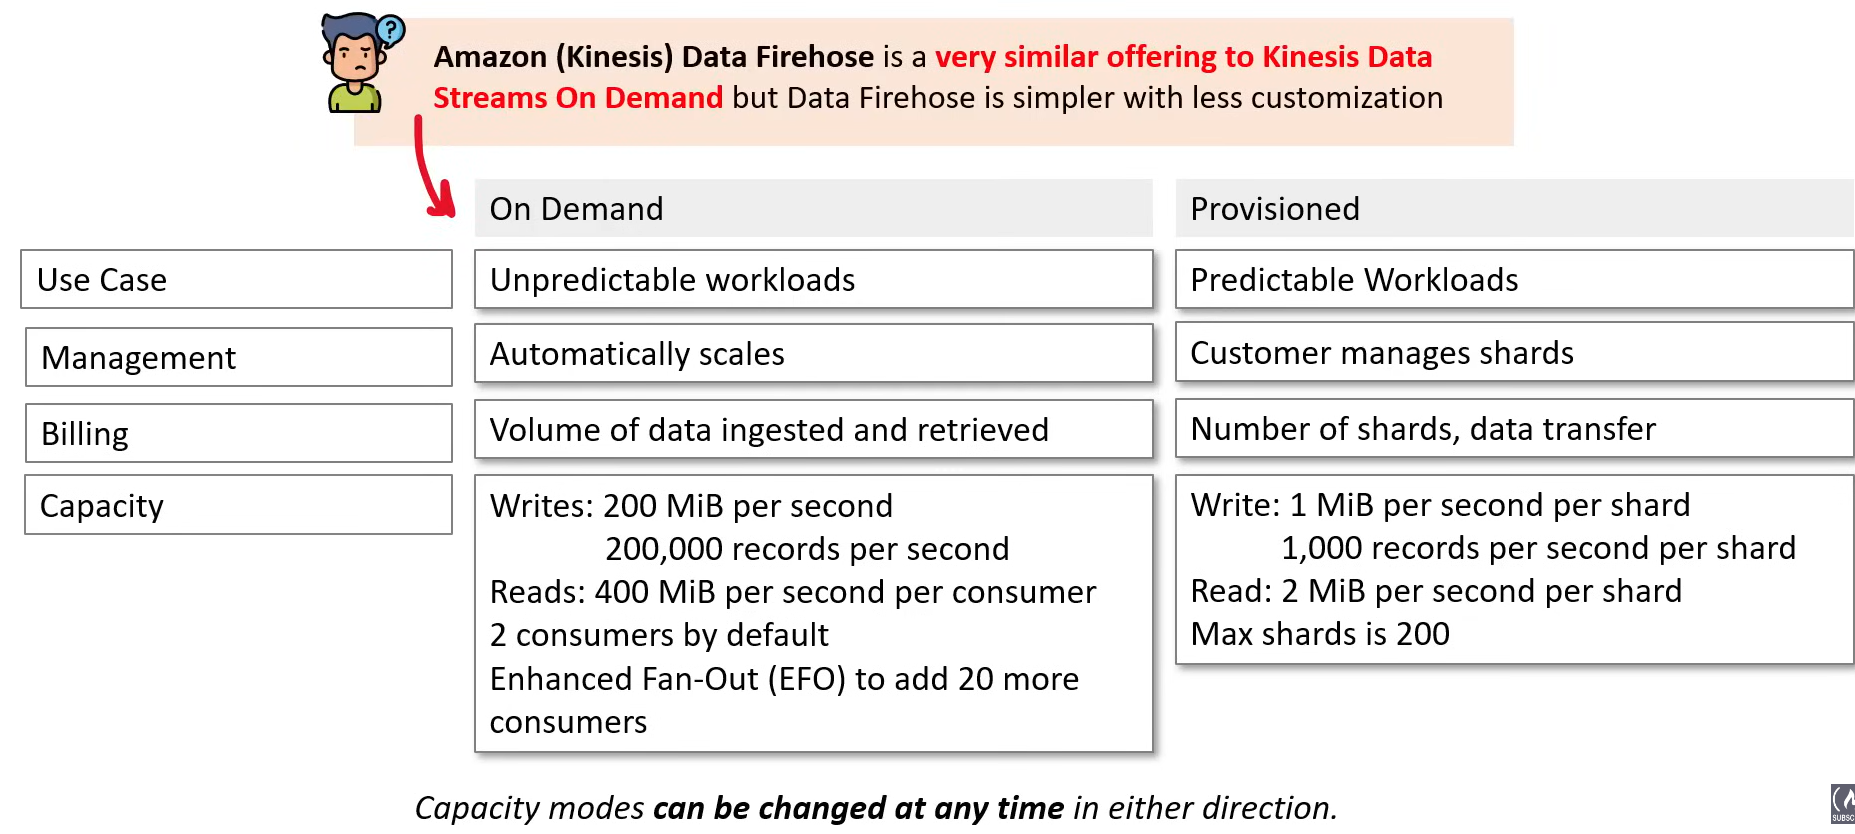 ?
Amazon (Kinesis) Data Firehose is a very similar offering to Kinesis Data
Streams On Demand but Data Firehose is simpler with less customization
On Demand
Provisioned
Use Case
Unpredictable workloads
Predictable Workloads
Management
Automatically scales
Customer manages shards
Billing
Volume of data ingested and retrieved
Number of shards, data transfer
Capacity
Writes: 200 MiB per second
200,000 records per second
Reads: 400 MiB per second per consumer
2 consumers by default
Enhanced Fan-Out (EFO) to add 20 more
consumers
Write: 1 MiB per second per shard
1,000 records per second per shard
Read: 2 MiB per second per shard
Max shards is 200
Capacity modes can be changed at any time in either direction.